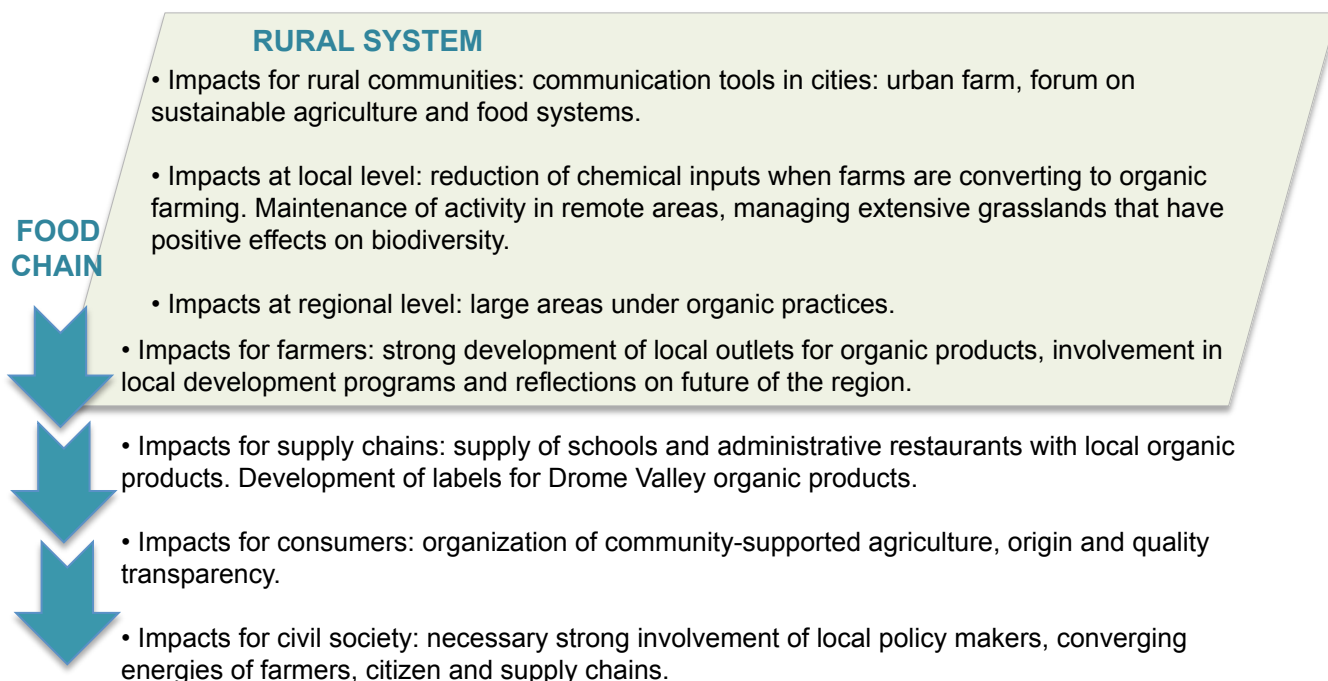 RURAL SYSTEM
• Impacts for rural communities: communication tools in cities: urban farm, forum on
sustainable agriculture and food systems.
• Impacts at local level: reduction of chemical inputs when farms are converting to organic
farming. Maintenance of activity in remote areas, managing extensive grasslands that have
positive effects on biodiversity.
FOOD
CHAIN
• Impacts at regional level: large areas under organic practices.
• Impacts for farmers: strong development of local outlets for organic products, involvement in
local development programs and reflections on future of the region.
• Impacts for supply chains: supply of schools and administrative restaurants with local organic
products. Development of labels for Drome Valley organic products.
• Impacts for consumers: organization of community-supported agriculture, origin and quality
transparency.
• Impacts for civil society: necessary strong involvement of local policy makers, converging
energies of farmers, citizen and supply chains.